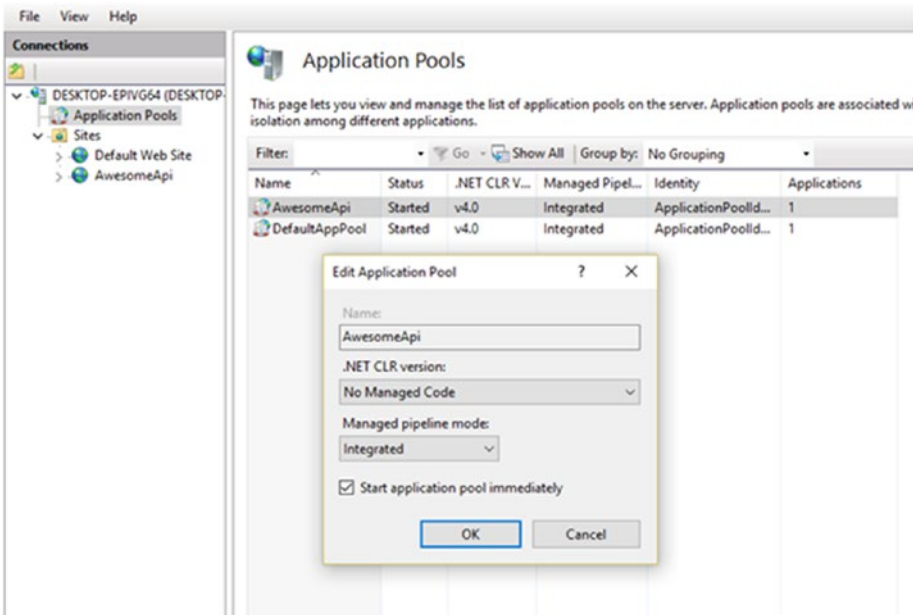 File View Help
Connections
DESKTOP-EPIVG64 (DESKTOP-
Application Pools
Sites
Default Web Site
AwesomeApi
Application Pools
This page lets you view and manage the list of application pools on the server. Application pools are associated wi
isolation among different applications.
Filter: Go Show All Group by: No Grouping
Name Status .NET CLR V... Managed Pipel... Identity Applications
AwesomeApi Started v4.0 Integrated ApplicationPoolId... 1
DefaultAppPool Started v4.0 Integrated ApplicationPoolId... 1
Edit Application Pool ? X
Name:
AwesomeApi
.NET CLR version:
No Managed Code
Managed pipeline mode:
Integrated
Start application pool immediately
OK Cancel